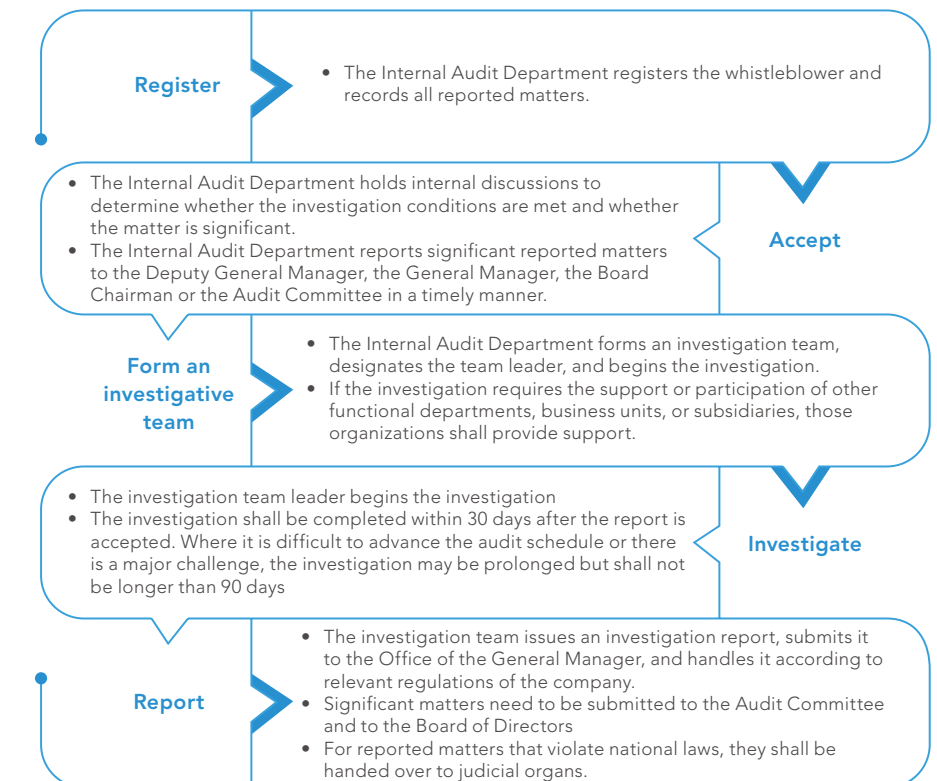 Register
• The Internal Audit Department registers the whistleblower and
records all reported matters.
• The Internal Audit Department holds internal discussions to
determine whether the investigation conditions are met and whether
the matter is significant.
• The Internal Audit Department reports significant reported matters
to the Deputy General Manager, the General Manager, the Board
Chairman or the Audit Committee in a timely manner.
Accept
Form an
investigative
team
• The Internal Audit Department forms an investigation team,
designates the team leader, and begins the investigation.
• If the investigation requires the support or participation of other
functional departments, business units, or subsidiaries, those
organizations shall provide support.
• The investigation team leader begins the investigation
• The investigation shall be completed within 30 days after the report is
accepted. Where it is difficult to advance the audit schedule or there
is a major challenge, the investigation may be prolonged but shall not
be longer than 90 days
Investigate
Report
• The investigation team issues an investigation report, submits it
to the Office of the General Manager, and handles it according to
relevant regulations of the company.
• Significant matters need to be submitted to the Audit Committee
and to the Board of Directors
• For reported matters that violate national laws, they shall be
handed over to judicial organs.